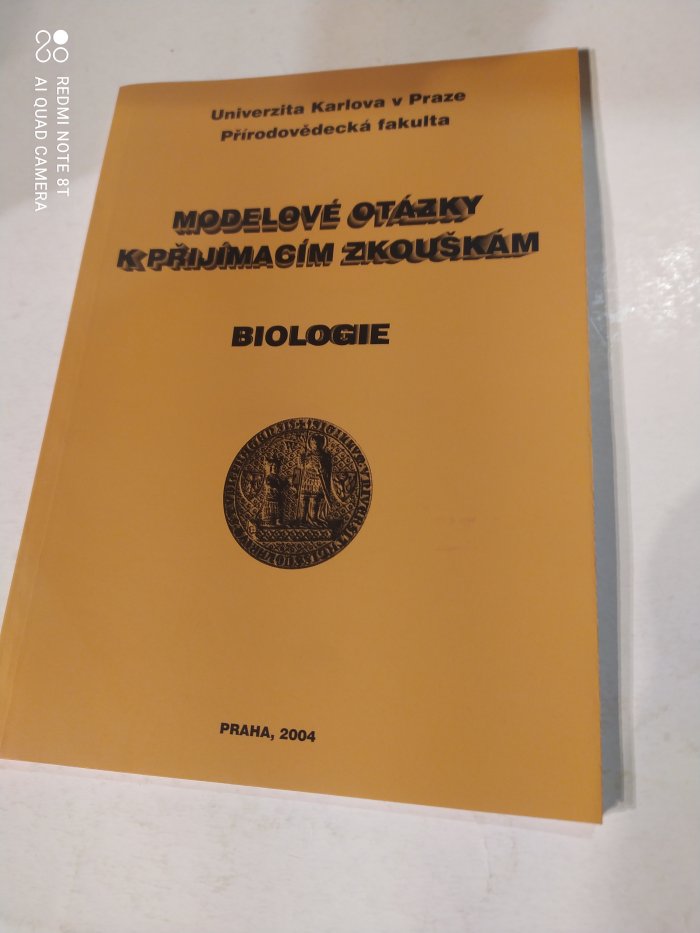 Univerzita Karlova v Praze
Přírodovědecká fakulta
MODELOVÉ OTÁZKY
K PŘIJÍMACÍM ZKOUŠKÁM
BIOLOGIE
PRAHA, 2004
REDMI NOTE 8T
AI QUAD CAMERA